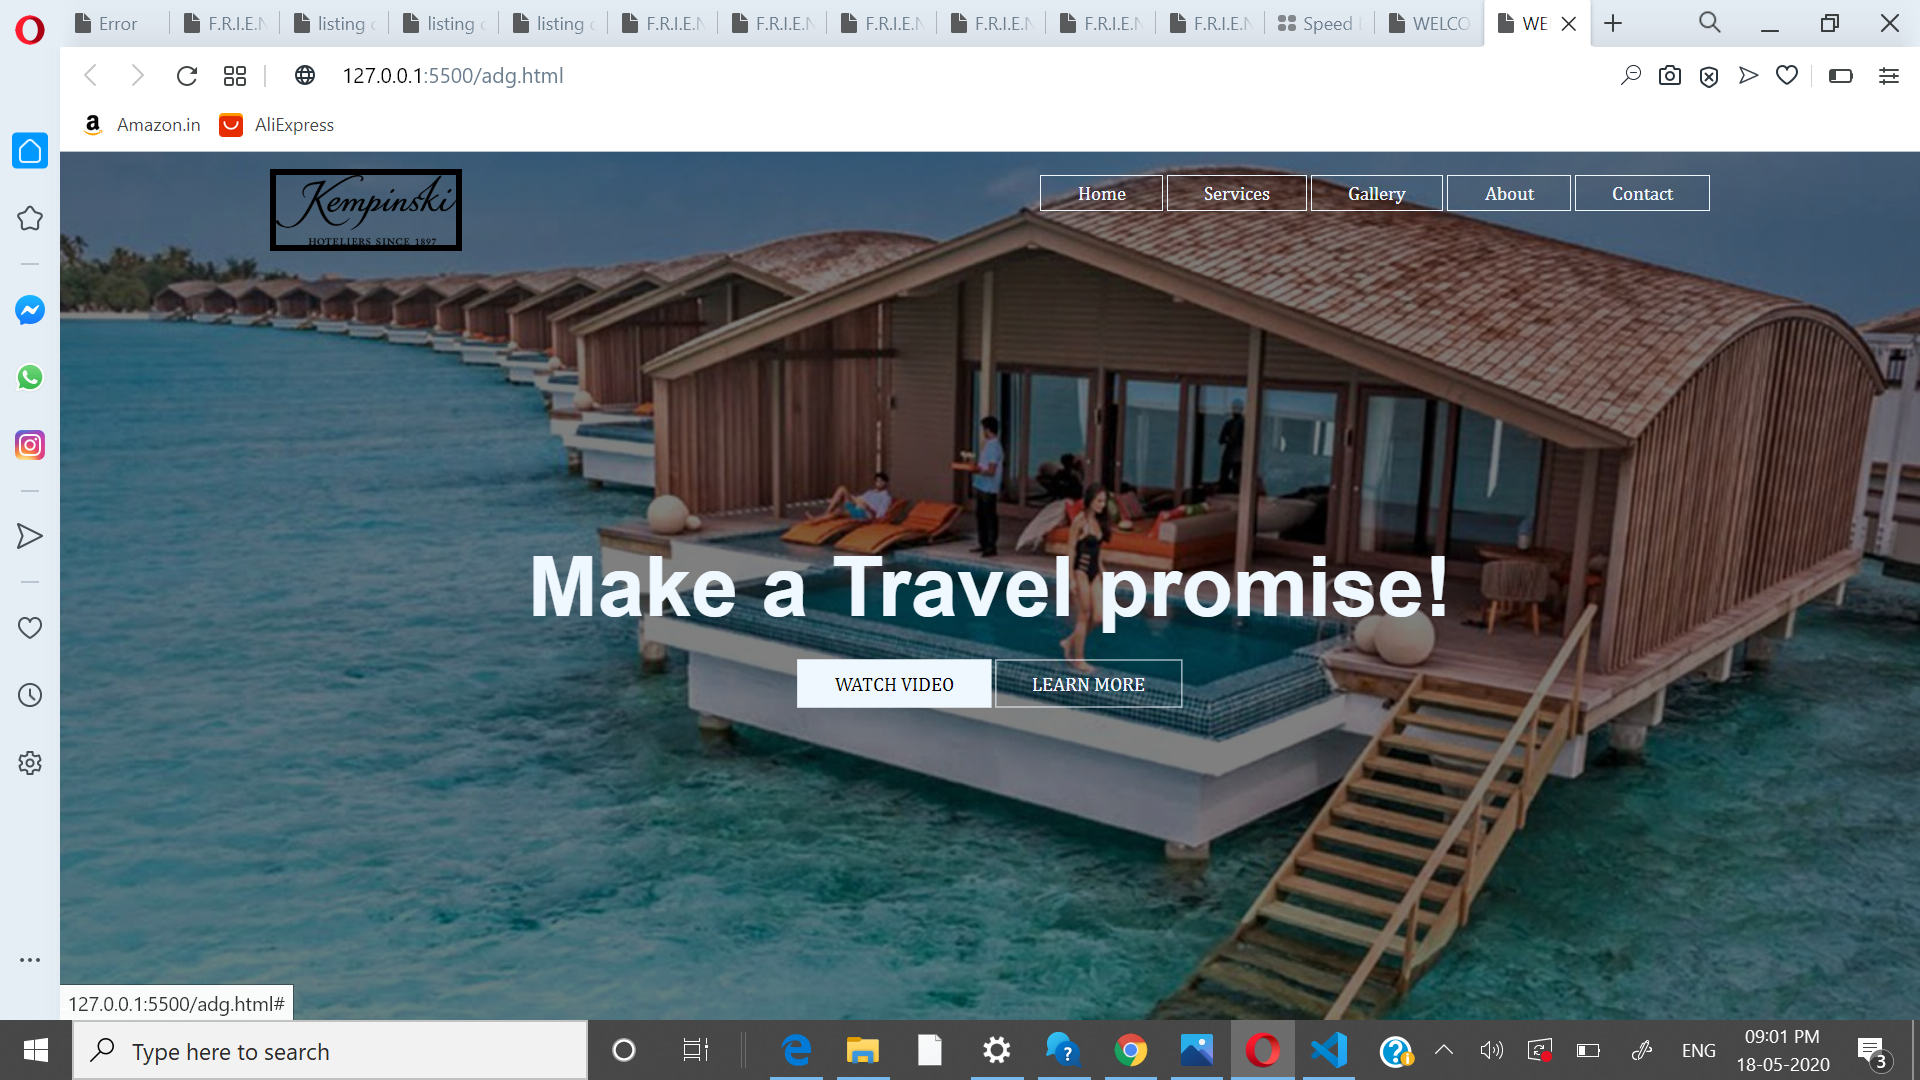 Error
F.R.I.E.N
listing
listing
listing
F.R.I.E.N
F.R.I.E.N
F.R.I.E.N
F.R.I.E.N
F.R.I.E.N
F.R.I.E.N
Speed
WELCO
WE
127.0.0.1:5500/adg.html
Amazon.in
AliExpress
Kempinski
HOTELIERS SINCE 1897
Home
Services
Gallery
About
Contact
Make a Travel promise!
WATCH VIDEO
LEARN MORE
127.0.0.1:5500/adg.html#
Type here to search
ENG
09:01 PM
18-05-2020
3